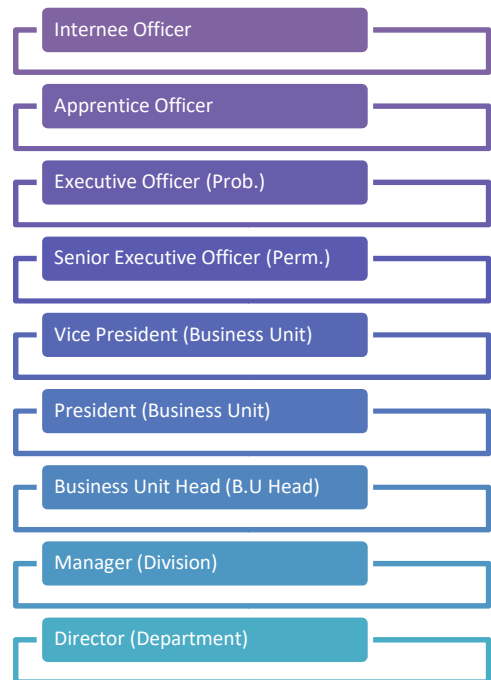 Internee Officer
Apprentice Officer
Executive Officer (Prob.)
Senior Executive Officer (Perm.)
Vice President (Business Unit)
President (Business Unit)
Business Unit Head (B.U Head)
Manager (Division)
Director (Department)